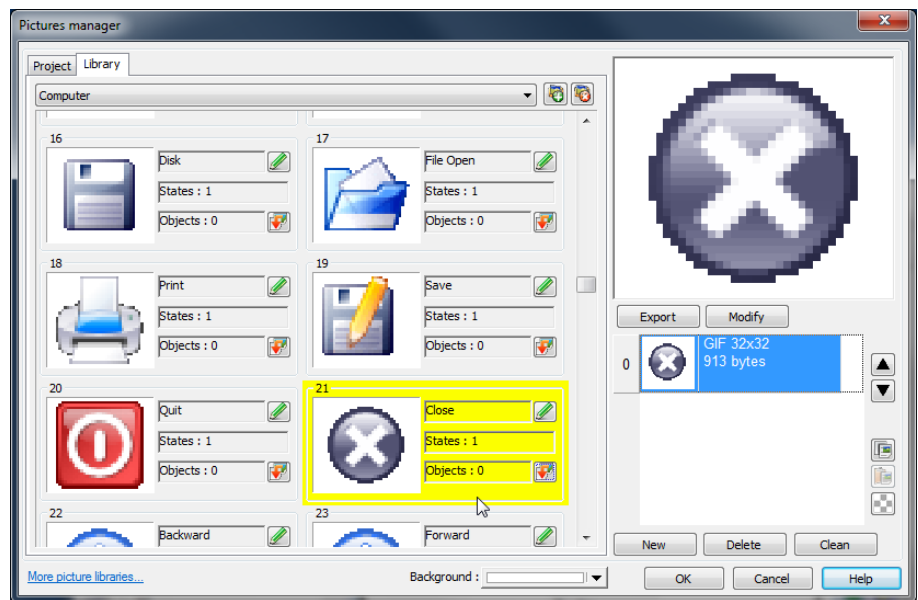 Pictures manager
Project Library
Computer
16 17
Disk File Open
States : 1 States : 1
Objects : 0 Objects : 0
18 19
Print Save
States : 1 States : 1
Objects : 0 Objects : 0
20 21
Quit Close
States : 1 States : 1
Objects : 0 Objects : 0
22 23
Backward Forward
Export Modify
0 GIF 32x32
913 bytes
New Delete Clean
More picture libraries... Background : OK Cancel Help